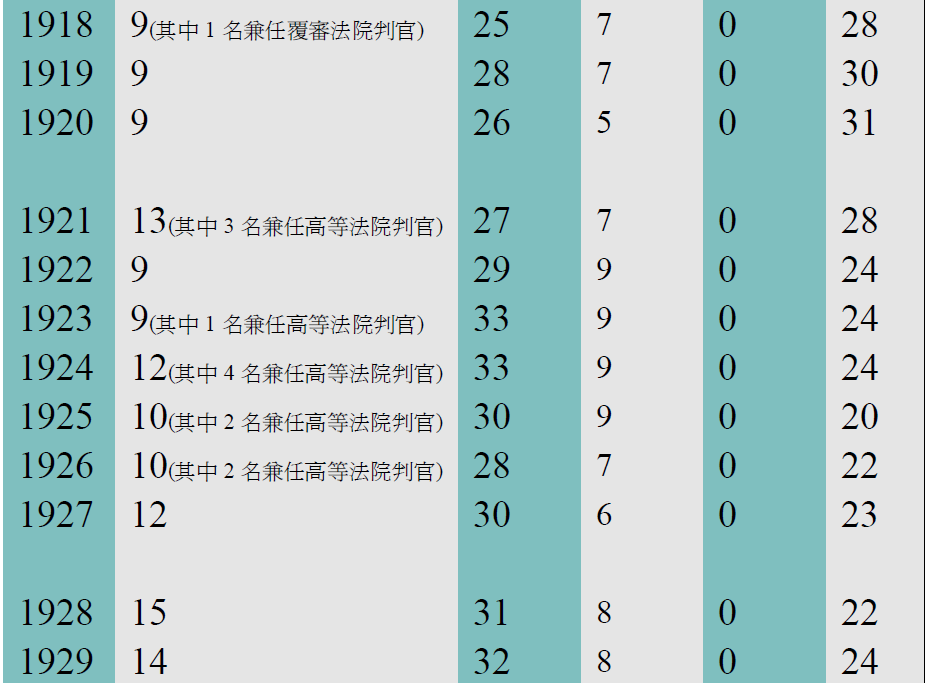 1918 9(其中 1 名兼任覆審法院判官) 25 7 0 28
1919 9 28 7 0 30
1920 9 26 5 0 31
1921 13(其中 3 名兼任高等法院判官) 27 7 0 28
1922 9 29 9 0 24
1923 9(其中 1 名兼任高等法院判官) 33 9 0 24
1924 12(其中 4 名兼任高等法院判官) 33 9 0 24
1925 10(其中 2 名兼任高等法院判官) 30 9 0 20
1926 10(其中 2 名兼任高等法院判官) 28 7 0 22
1927 12 30 6 0 23
1928 15 31 8 0 22
1929 14 32 8 0 24